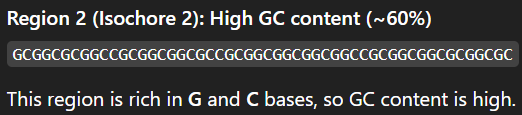 Region 2 (Isochore 2): High GC content (~60%)
GCGGCGCGGCCGCGGCGGCGCCGCGGCGGCGGCGGCCGCGGCGGCGCGGCGC
This region is rich in G and C bases, so GC content is high.